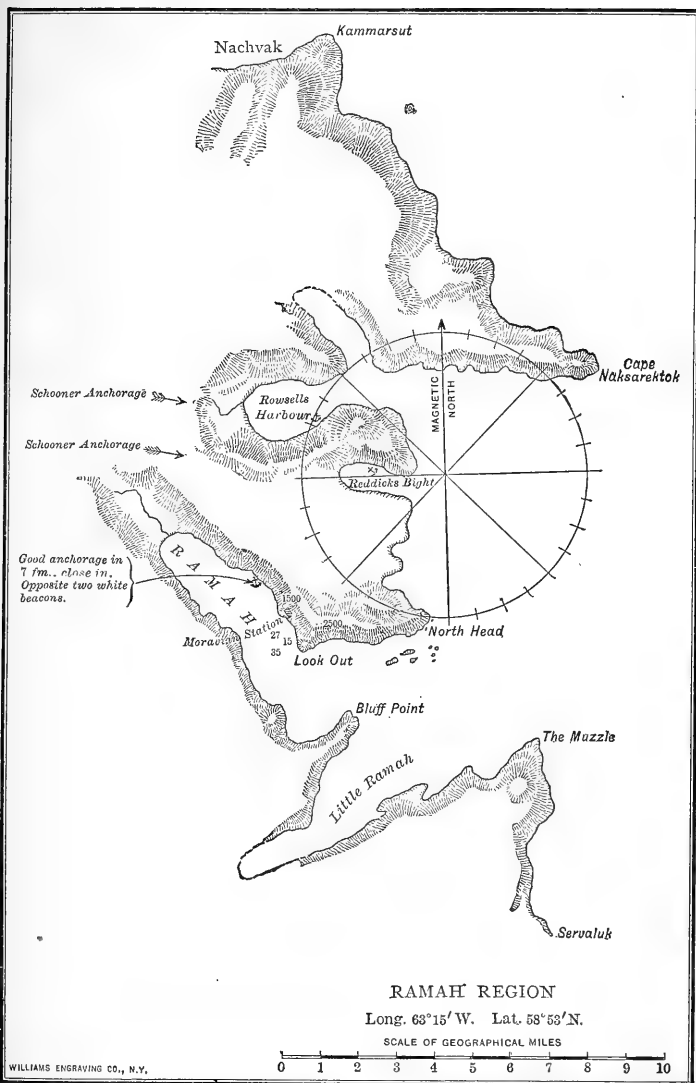 Kammarsut
Nachvak
Cape
Naksarektok
MAGNETIC
NORTH
Schooner Anchorage
Rowsells
Harbour
Schooner Anchorage
Reddicks Bight
Good anchorage in
7 fm.. close in.
Opposite two white
beacons.
RAMAH
1500
2500
Moravian Station
27 15
35
North Head
Look Out
Bluff Point
The Muzzle
Little Ramah
Servaluk
RAMAH REGION
Long. 63°15′ W. Lat. 58°53′ N.
SCALE OF GEOGRAPHICAL MILES
0 1 2 3 4 5 6 7 8 9 10
WILLIAMS ENGRAVING CO., N.Y.